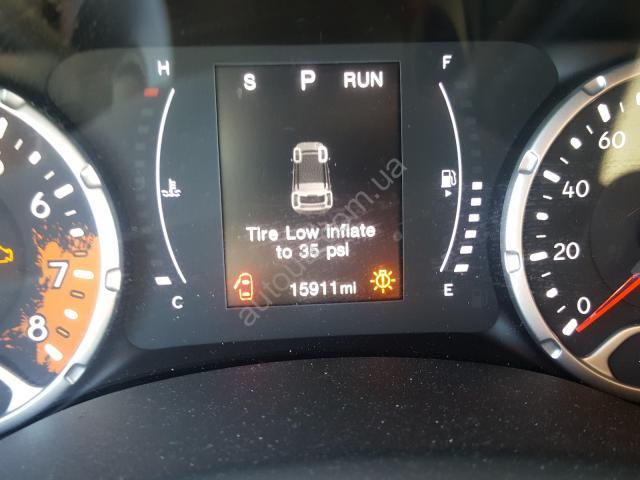 H
S P RUN
F
6
7
8
Tire Low inflate
to 35 psi
15911mi
C
E
60
40
20
0